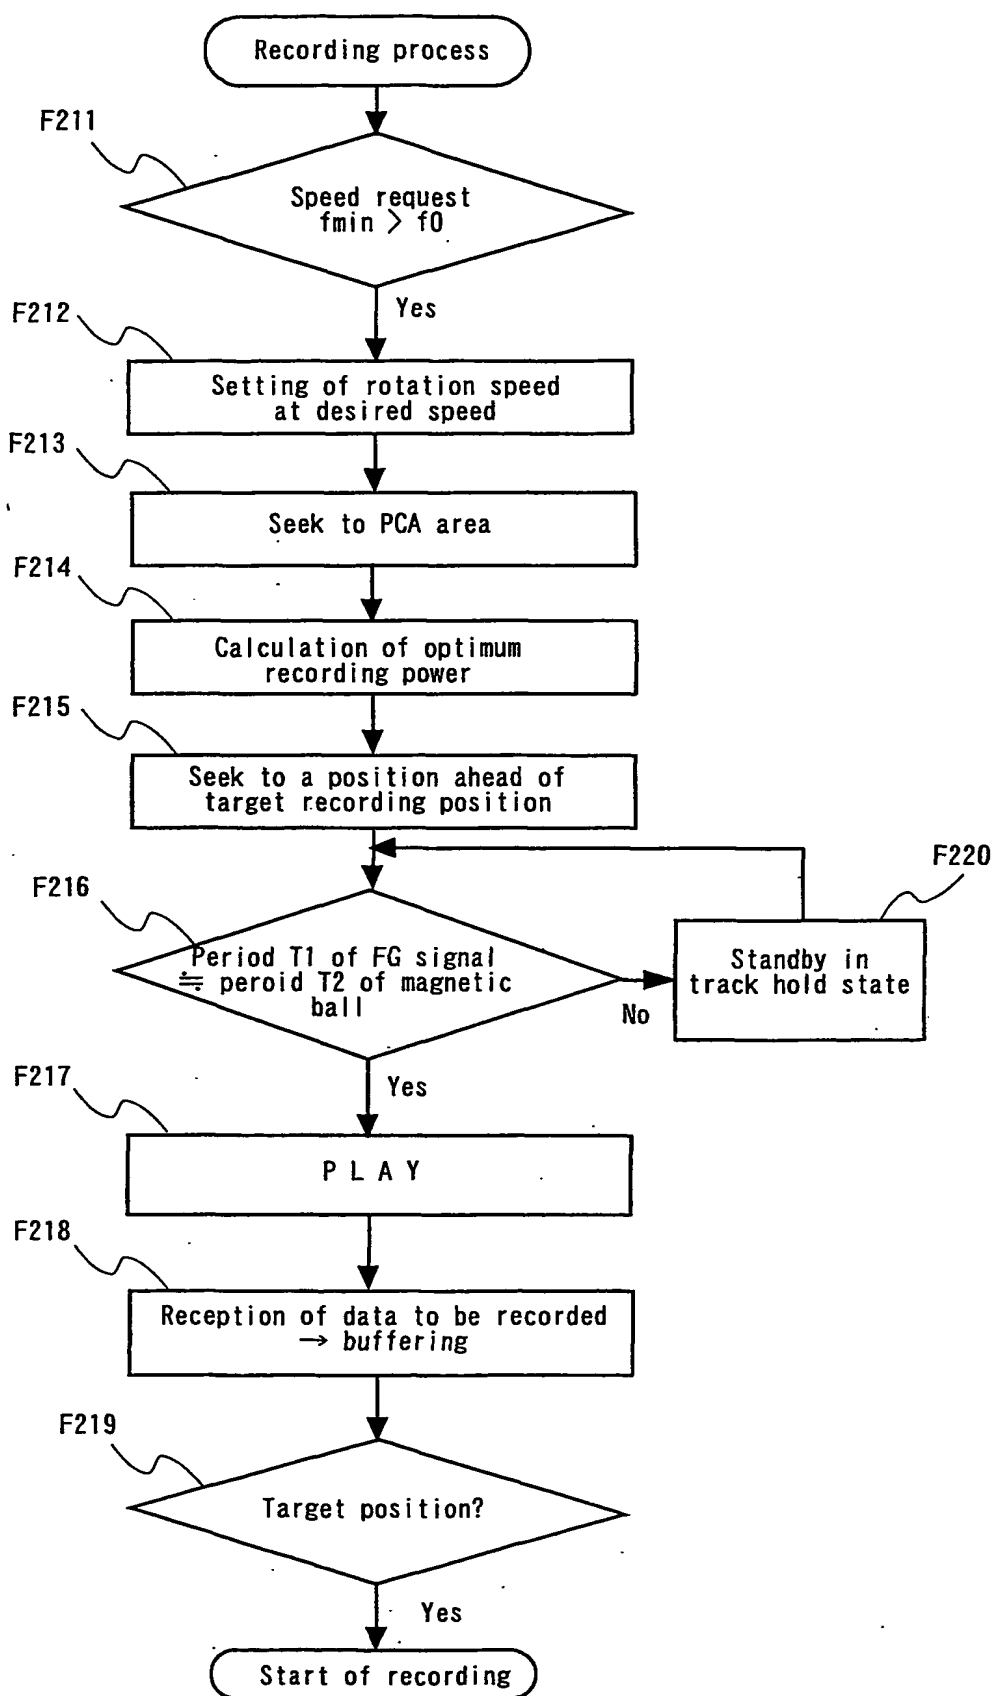 Recording process
F211
Speed request
fmin > f0
Yes
F212
Setting of rotation speed
at desired speed
F213
Seek to PCA area
F214
Calculation of optimum
recording power
F215
Seek to a position ahead of
target recording position
F220
F216
Period T1 of FG signal
≒ peroid T2 of magnetic
ball
Standby in
track hold state
No
F217
Yes
P L A Y
F218
Reception of data to be recorded
→ buffering
F219
Target position?
Yes
Start of recording